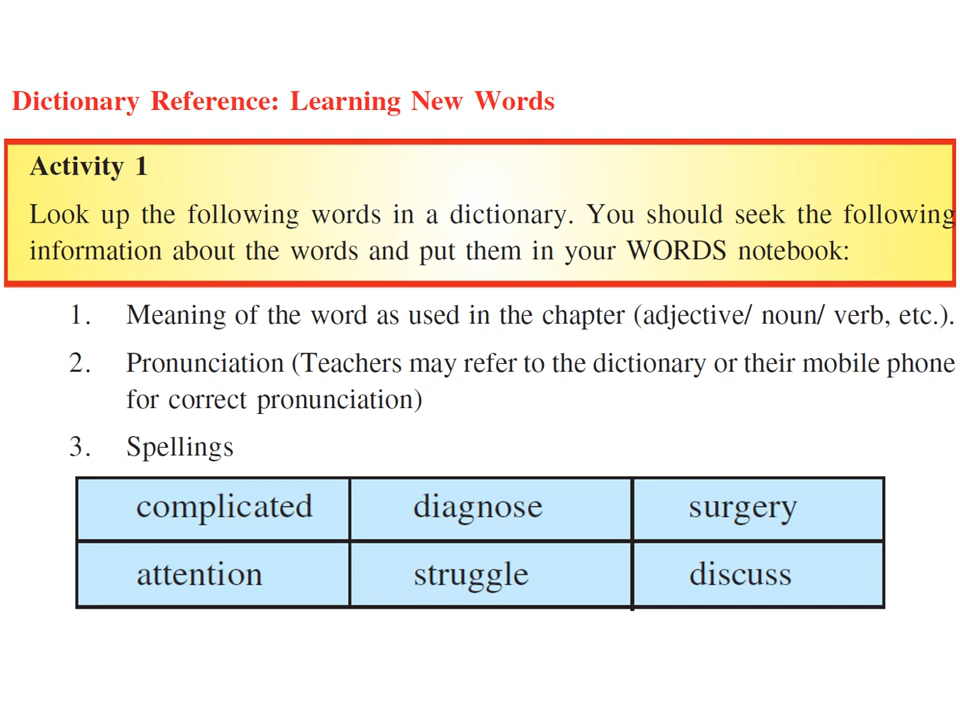 Dictionary Reference: Learning New Words
Activity 1
Look up the following words in a dictionary. You should seek the following
information about the words and put them in your WORDS notebook:
1. Meaning of the word as used in the chapter (adjective/ noun/ verb, etc.).
2. Pronunciation (Teachers may refer to the dictionary or their mobile phone
for correct pronunciation)
3. Spellings
complicated diagnose surgery
attention struggle discuss